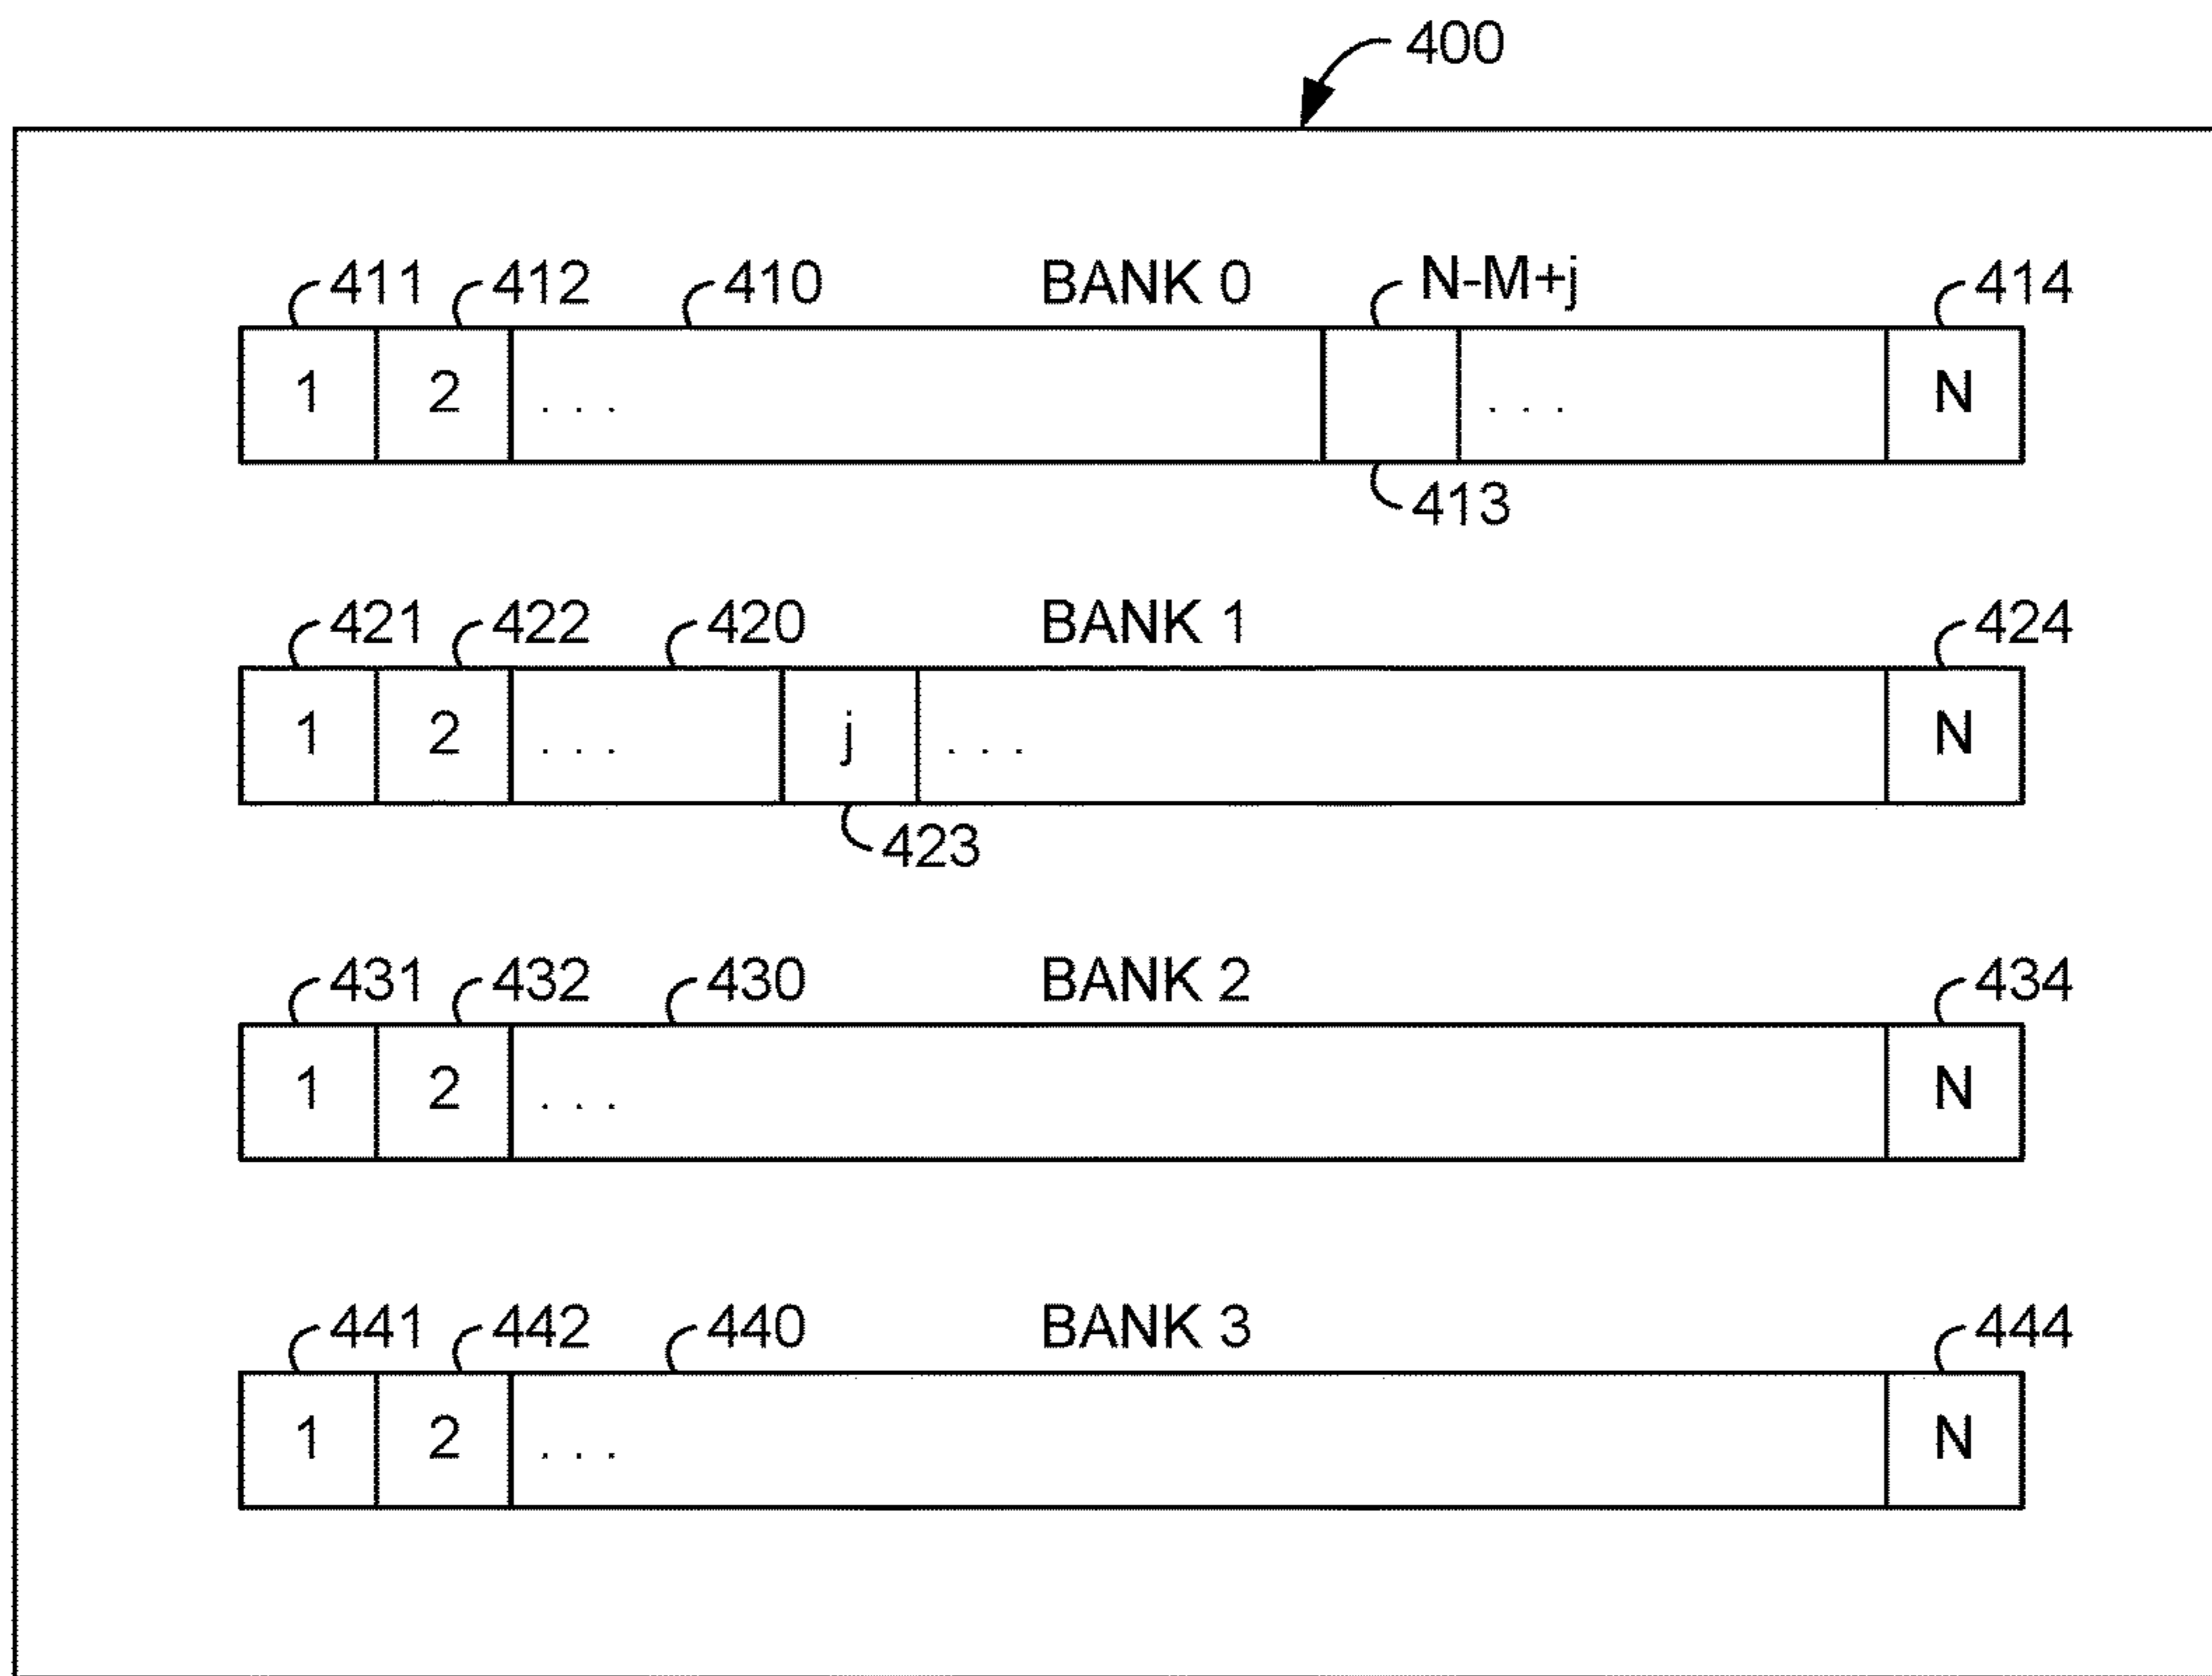 400
411 412 410 BANK 0 N-M+j 414
1 2 . . . . . . N
413
421 422 420 BANK 1 424
1 2 . . . j . . . N
423
431 432 430 BANK 2 434
1 2 . . . N
441 442 440 BANK 3 444
1 2 . . . N